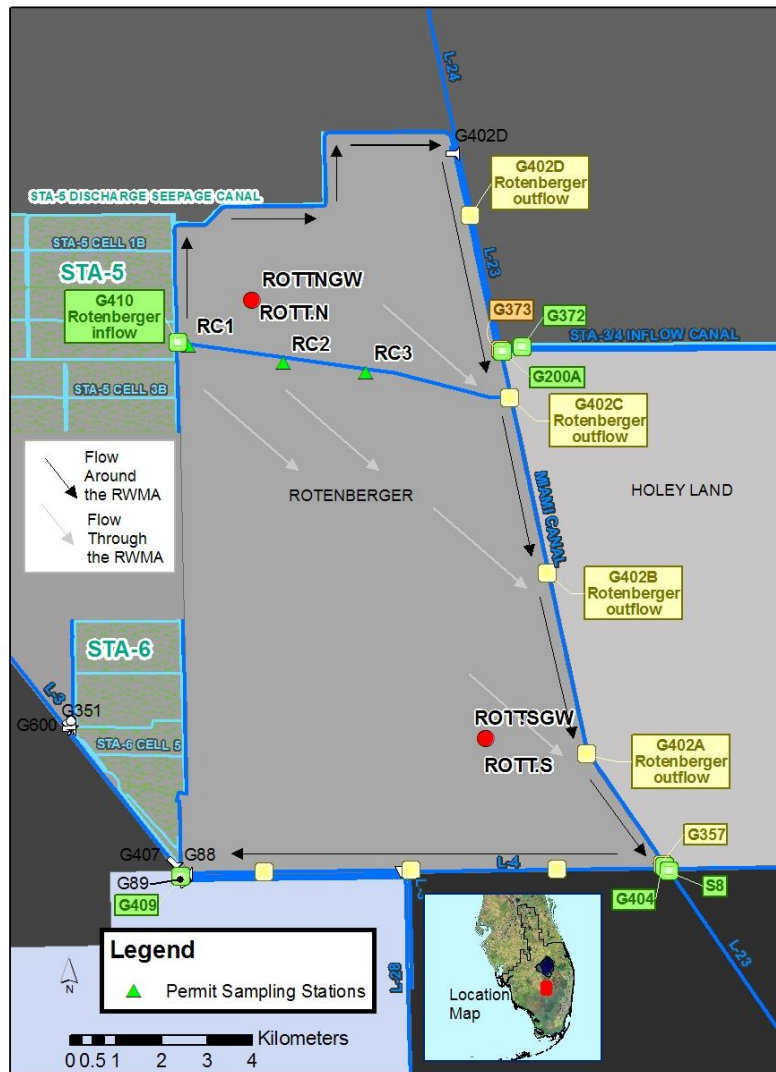 L-24
G402D
G402D
Rotenberger
outflow
STA-5 DISCHARGE SEEPAGE CANAL
STA-5 CELL 1B
STA-5
L-23
ROTTNGW
ROTT.N
G410
Rotenberger
inflow
RC1
RC2
RC3
G373
G372
STA-3/4 INFLOW CANAL
G200A
STA-5 CELL 3B
G402C
Rotenberger
outflow
Flow
Around
the RWMA
Flow
Through
the RWMA
ROTENBERGER
MIAMI CANAL
HOLEY LAND
G402B
Rotenberger
outflow
STA-6
L-3
G351
G600
STA-6 CELL 5
ROTTSGW
ROTT.S
G402A
Rotenberger
outflow
G357
G407
G88
L-4
G89
G409
G404
S8
L-28
L-23
Legend
Permit Sampling Stations
N
Location
Map
Kilometers
0 0.5 1 2 3 4